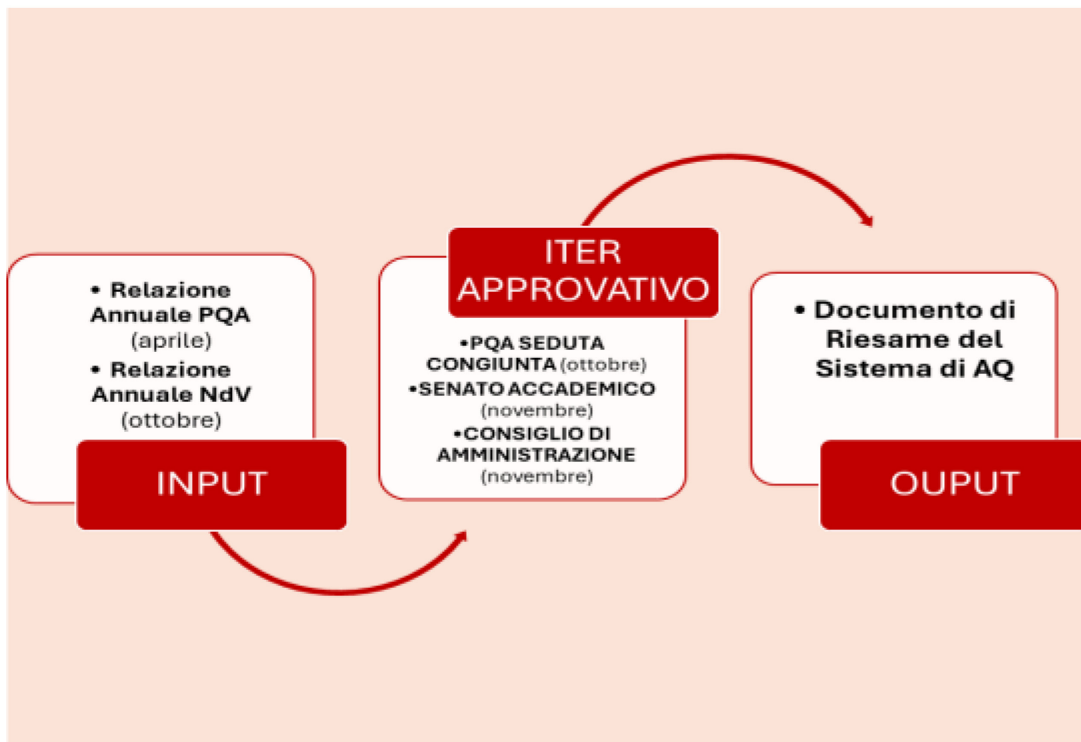 • Relazione
Annuale PQA
(aprile)
• Relazione
Annuale NdV
(ottobre)
INPUT
ITER
APPROVATIVO
•PQA SEDUTA
CONGIUNTA (ottobre)
•SENATO ACCADEMICO
(novembre)
•CONSIGLIO DI
AMMINISTRAZIONE
(novembre)
• Documento di
Riesame del
Sistema di AQ
OUPUT